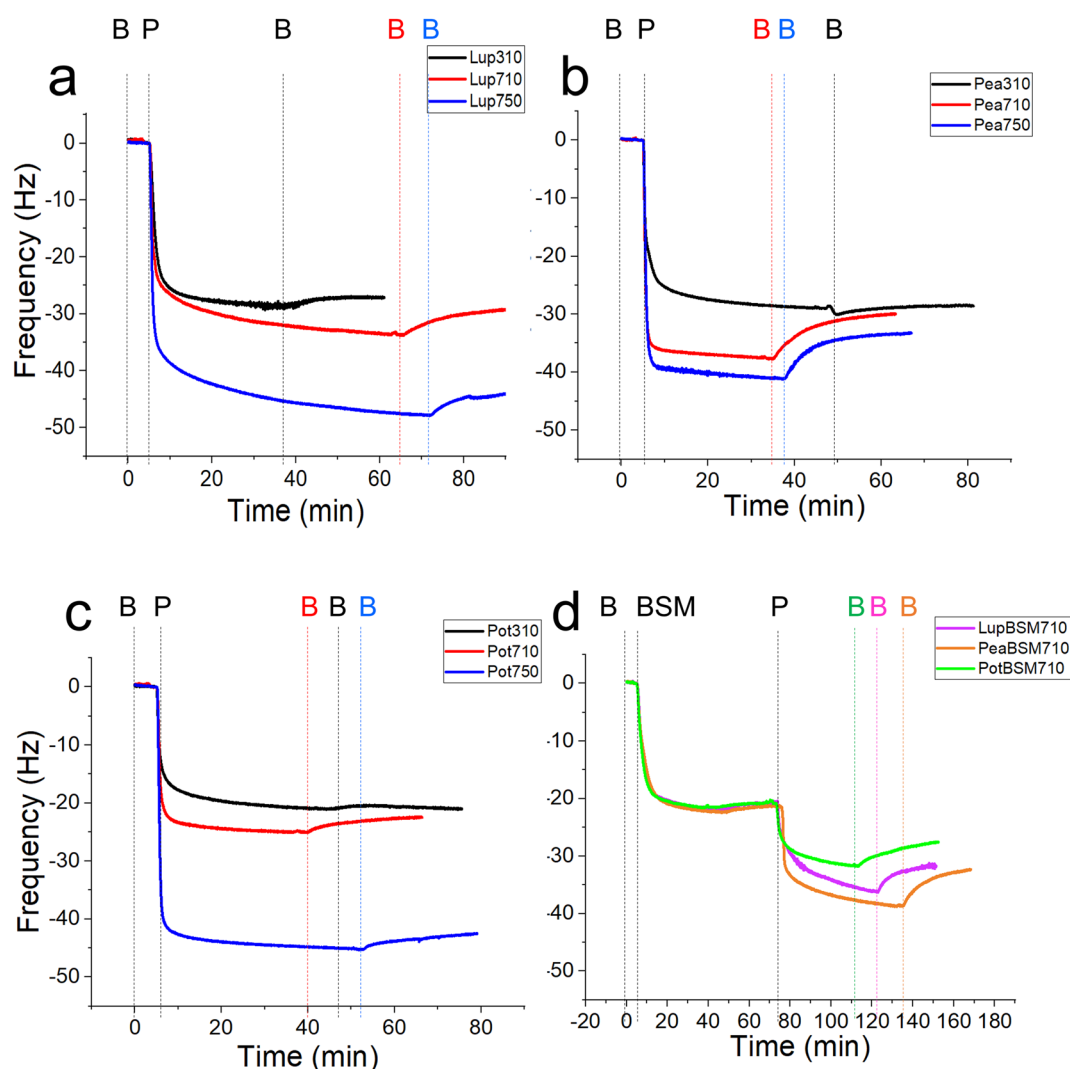 B P B B B
a
Lup310
Lup710
Lup750
0
-10
-20
-30
-40
-50
Frequency (Hz)
0 20 40 60 80
Time (min)
B P B B B
b
Pea310
Pea710
Pea750
0
-10
-20
-30
-40
-50
0 20 40 60 80
Time (min)
B P B B B
c
Pot310
Pot710
Pot750
0
-10
-20
-30
-40
-50
Frequency (Hz)
0 20 40 60 80
Time (min)
B BSM P B B B
d
LupBSM710
PeaBSM710
PotBSM710
0
-10
-20
-30
-40
-50
-20 0 20 40 60 80 100 120 140 160 180
Time (min)